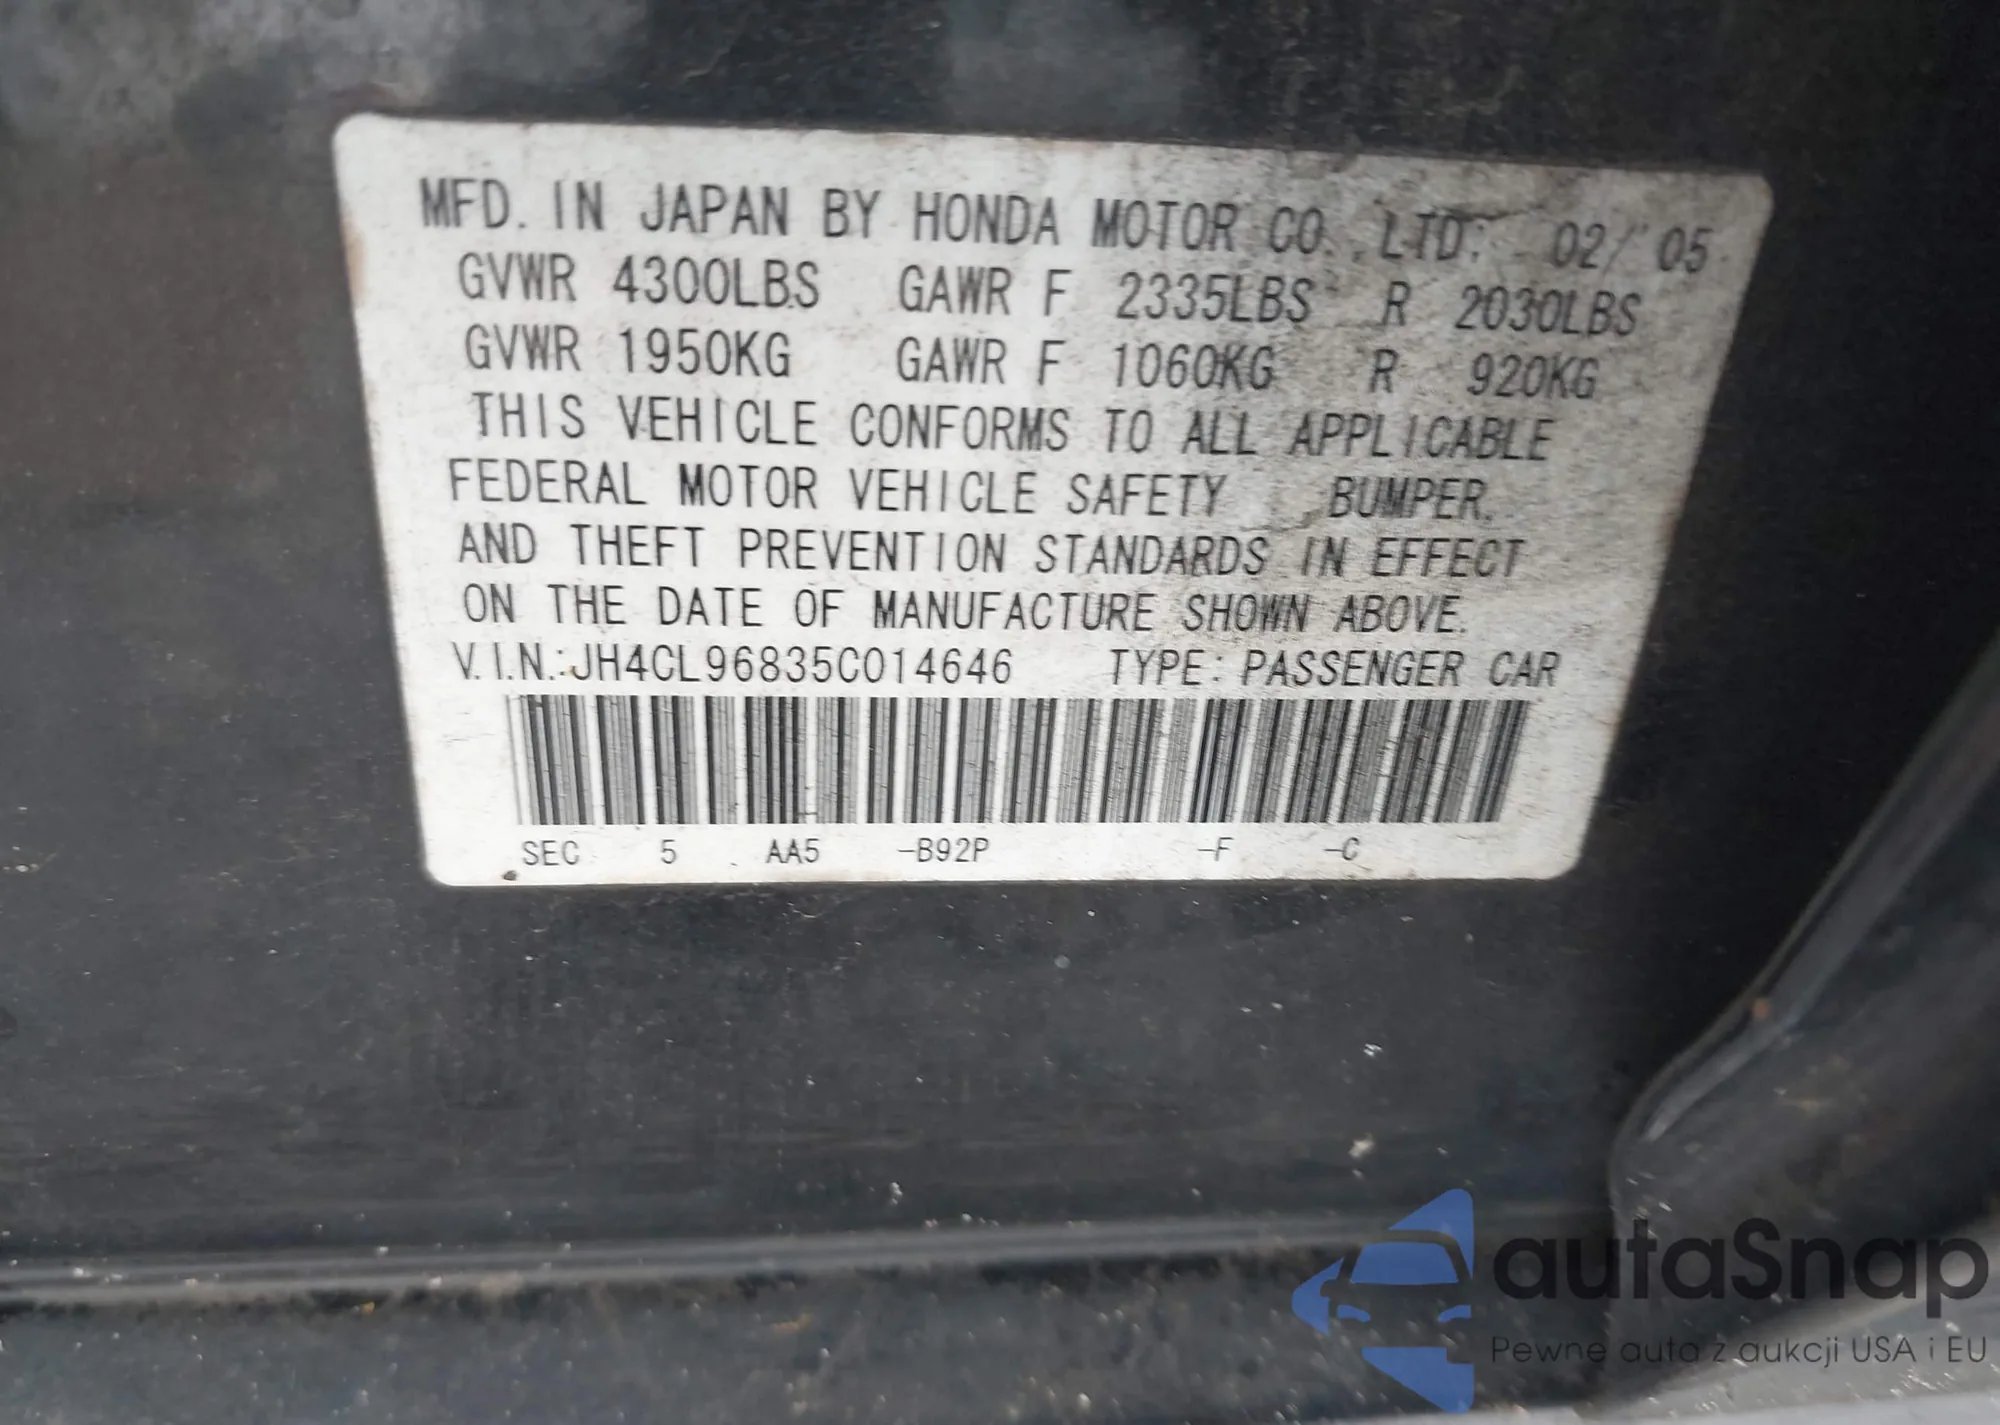 MFD. IN JAPAN BY HONDA MOTOR CO., LTD. 02/ 05
GVWR 4300LBS GAWR F 2335LBS R 2030LBS
GVWR 1950KG GAWR F 1060KG R 920KG
THIS VEHICLE CONFORMS TO ALL APPLICABLE
FEDERAL MOTOR VEHICLE SAFETY BUMPER.
AND THEFT PREVENTION STANDARDS IN EFFECT
ON THE DATE OF MANUFACTURE SHOWN ABOVE.
V.I.N.:JH4CL96835C014646 TYPE: PASSENGER CAR
SEC 5 AA5 -B92P -F -C
autaSnap
Pewne auta z aukcji USA i EU